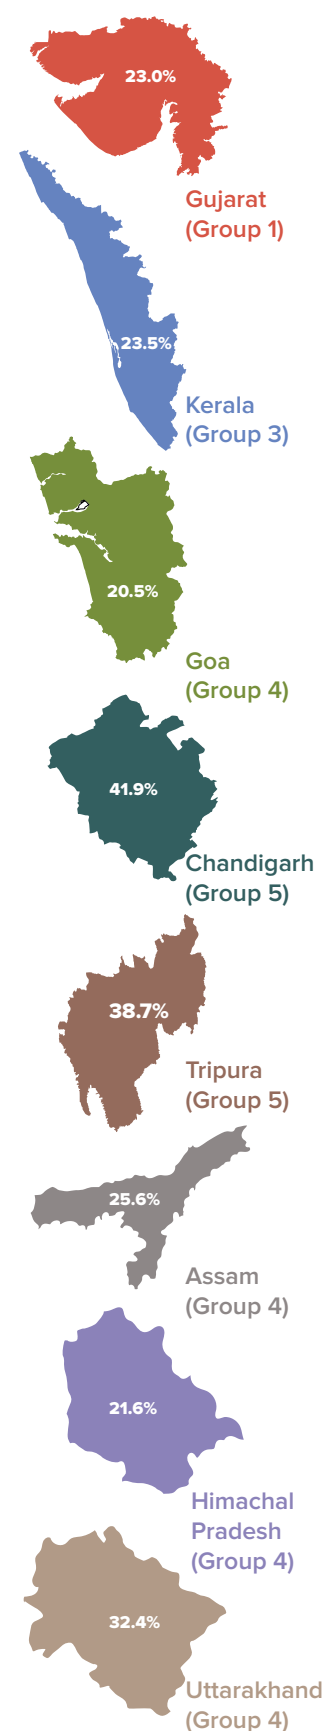 23.0%
Gujarat
(Group 1)
23.5%
Kerala
(Group 3)
20.5%
Goa
(Group 4)
41.9%
Chandigarh
(Group 5)
38.7%
Tripura
(Group 5)
25.6%
Assam
(Group 4)
21.6%
Himachal
Pradesh
(Group 4)
32.4%
Uttarakhand
(Group 4)